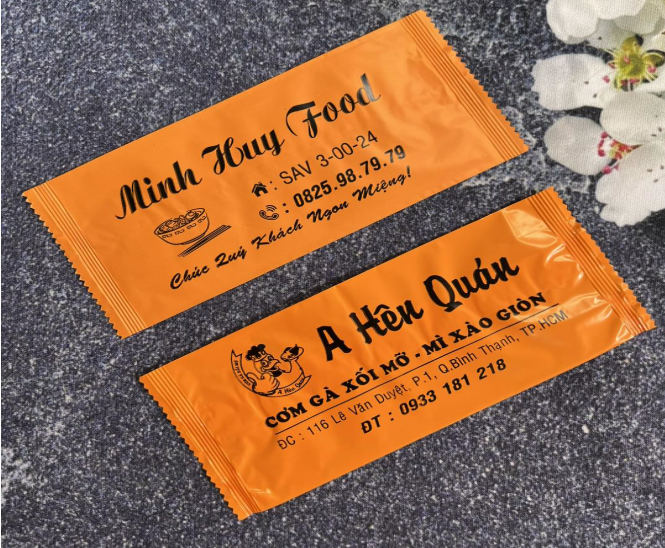 Minh Huy Food
: SAV 3-00-24
: 0825.98.79.79
Chúc Quý Khách Ngon Miệng!
A Hên Quán
A Hên Quán
CƠM GÀ XỐI MỠ - MÌ XÀO GIÒN
ĐC : 116 Lê Văn Duyệt, P.1, Q.Bình Thạnh, TP.HCM
ĐT : 0933 181 218